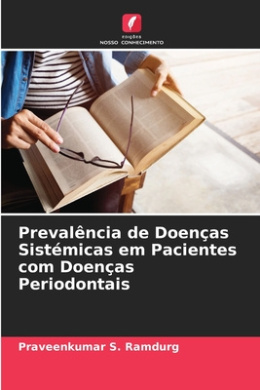 edições
NOSSO CONHECIMENTO
Prevalência de Doenças
Sistémicas em Pacientes
com Doenças
Periodontais
Praveenkumar S. Ramdurg